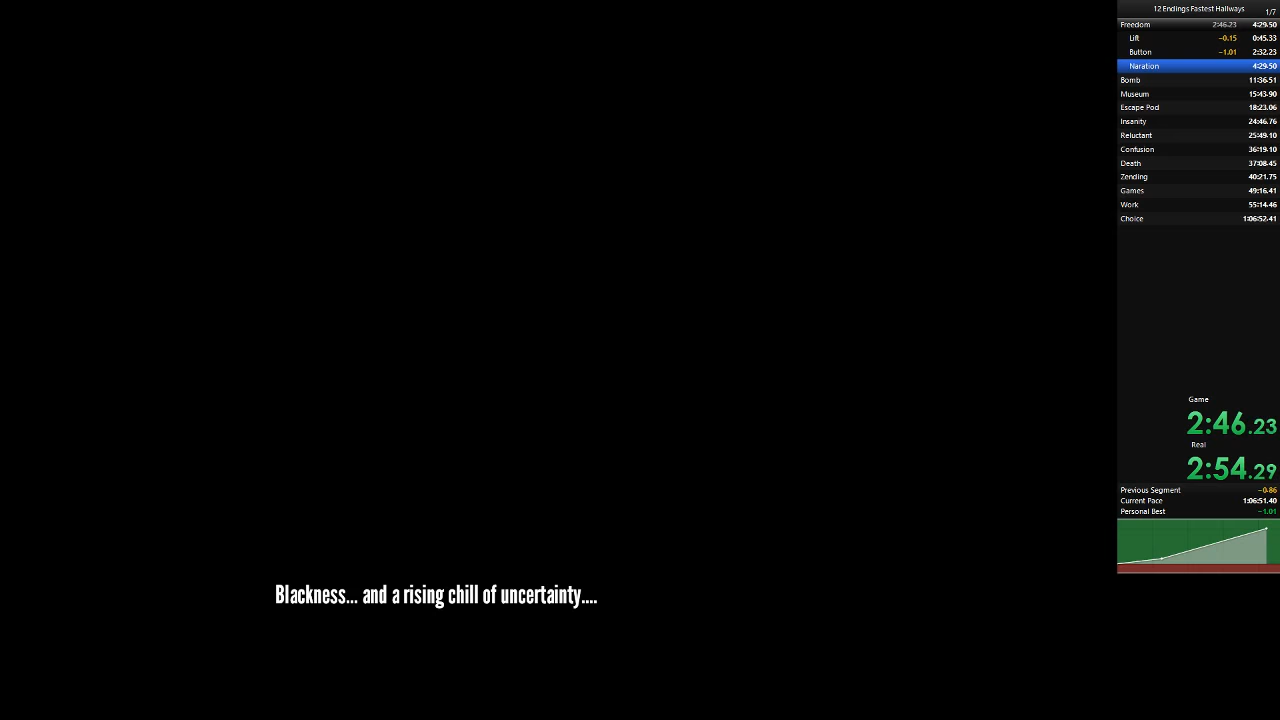 12 Endings Fastest Hallways
1/7
Freedom 2:46.23 4:29.50
Lift −0.15 0:45.33
Button −1.01 2:32.23
Naration 4:29.50
Bomb 11:36.51
Museum 15:43.90
Escape Pod 18:23.06
Insanity 24:46.76
Reluctant 25:49.10
Confusion 36:19.10
Death 37:08.45
Zending 40:21.75
Games 49:16.41
Work 55:14.46
Choice 1:06:52.41
Game
2:46.23
Real
2:54.29
Previous Segment −0.86
Current Pace 1:06:51.40
Personal Best −1.01
Blackness... and a rising chill of uncertainty....